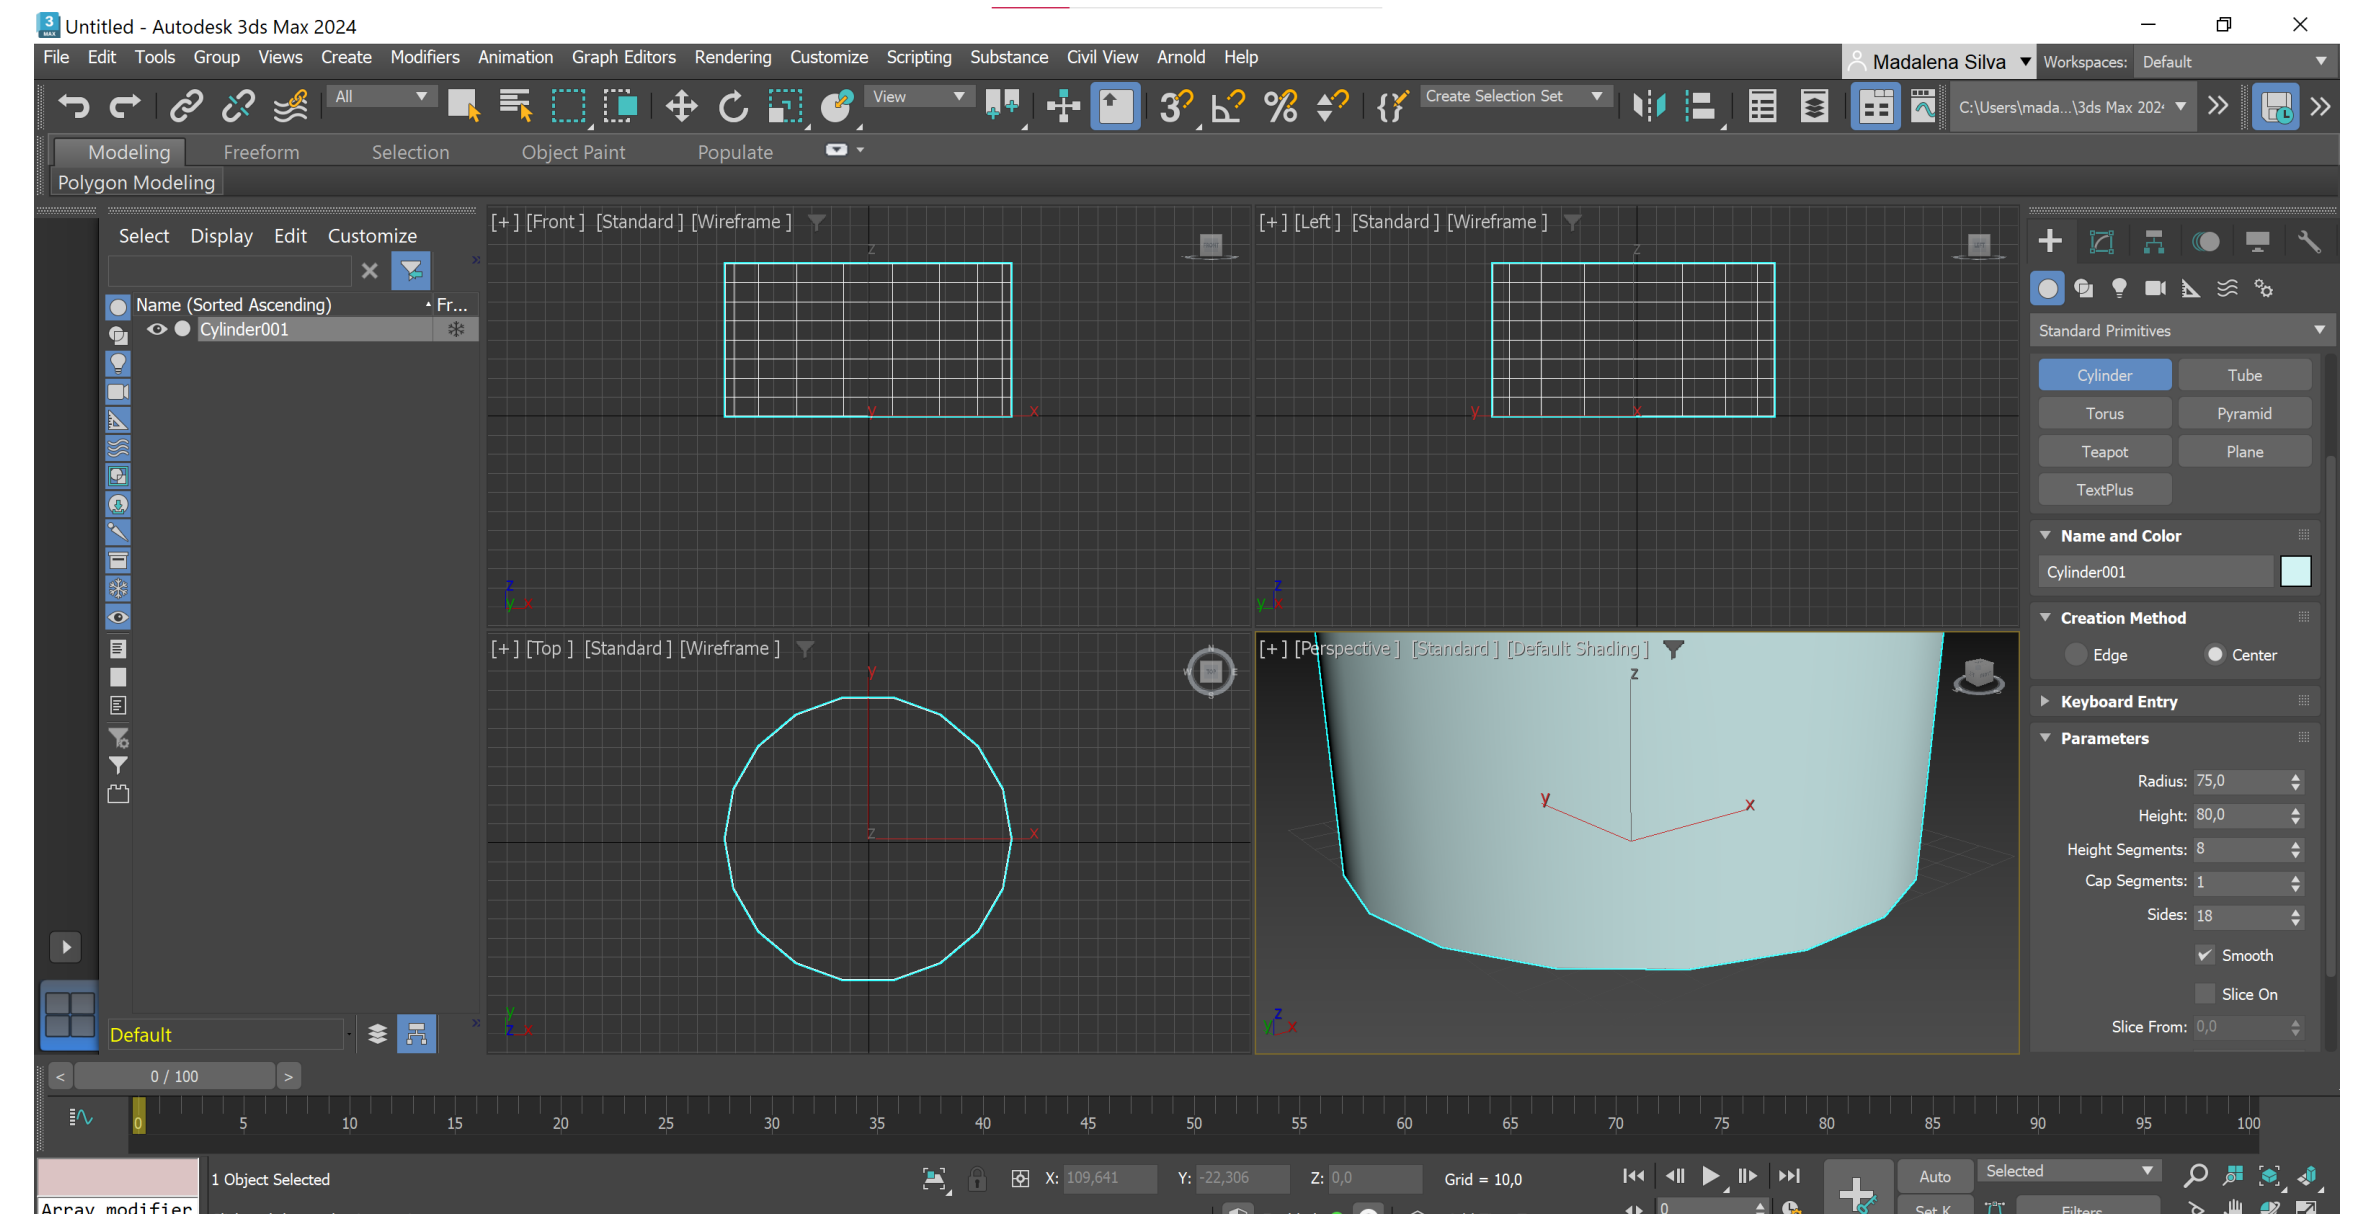 Untitled - Autodesk 3ds Max 2024
File Edit Tools Group Views Create Modifiers Animation Graph Editors Rendering Customize Scripting Substance Civil View Arnold Help
Madalena Silva Workspaces: Default
All View Create Selection Set C:\Users\mada...\3ds Max 202
Modeling Freeform Selection Object Paint Populate
Polygon Modeling
Select Display Edit Customize
Name (Sorted Ascending) Fr...
Cylinder001
Default
[+] [Front] [Standard] [Wireframe]
z
y x
z
y x
[+] [Left] [Standard] [Wireframe]
z
y x
z
y x
[+] [Top] [Standard] [Wireframe]
y
z x
y
z x
[+] [Perspective] [Standard] [Default Shading]
z
y x
z
y x
Standard Primitives
Cylinder Tube
Torus Pyramid
Teapot Plane
TextPlus
Name and Color
Cylinder001
Creation Method
Edge Center
Keyboard Entry
Parameters
Radius: 75,0
Height: 80,0
Height Segments: 8
Cap Segments: 1
Sides: 18
Smooth
Slice On
Slice From: 0,0
< 0 / 100 >
0 5 10 15 20 25 30 35 40 45 50 55 60 65 70 75 80 85 90 95 100
1 Object Selected X: 109,641 Y: -22,306 Z: 0,0 Grid = 10,0 Auto Selected
Array modifier 0 Set K Filters